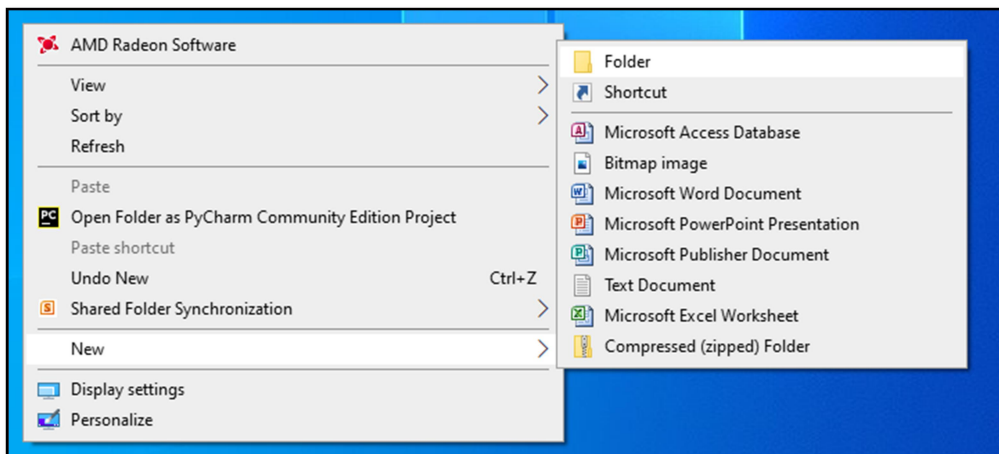 AMD Radeon Software
View
Sort by
Refresh
Paste
PC Open Folder as PyCharm Community Edition Project
Paste shortcut
Undo New Ctrl+Z
S Shared Folder Synchronization
New
Display settings
Personalize
Folder
Shortcut
A Microsoft Access Database
Bitmap image
W Microsoft Word Document
P Microsoft PowerPoint Presentation
P Microsoft Publisher Document
Text Document
X Microsoft Excel Worksheet
Compressed (zipped) Folder